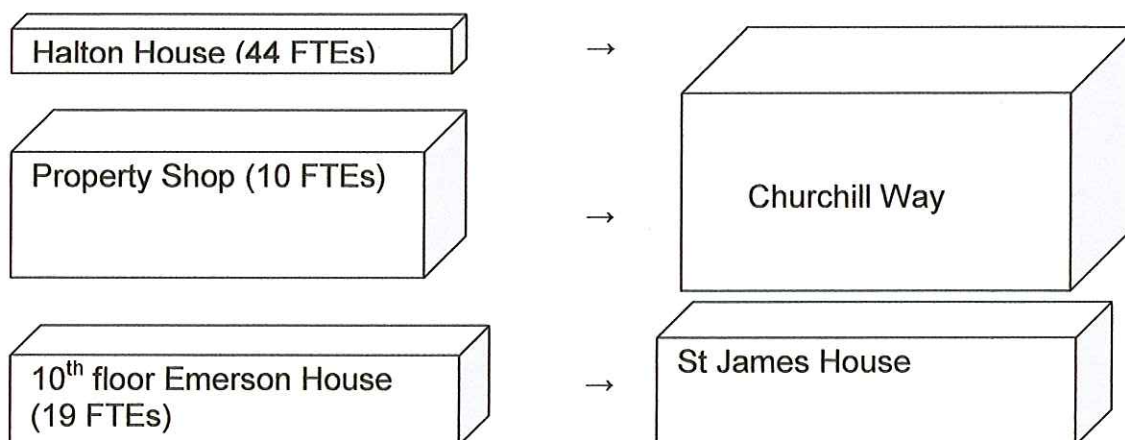 Halton House (44 FTEs)
→
Property Shop (10 FTEs)
→
Churchill Way
10th floor Emerson House
(19 FTEs)
→
St James House